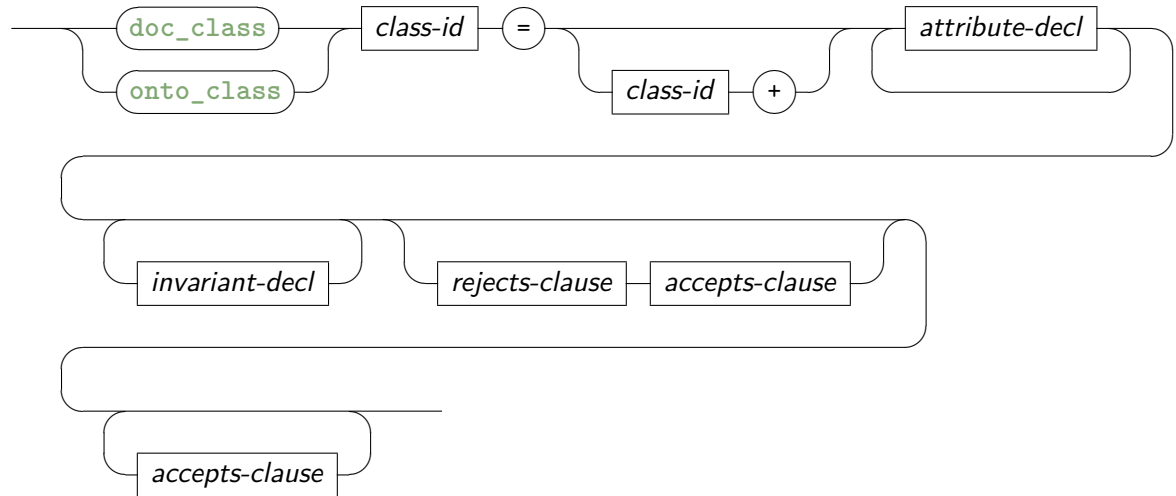 doc_class class-id = attribute-decl
onto_class class-id +
invariant-decl rejects-clause accepts-clause
accepts-clause